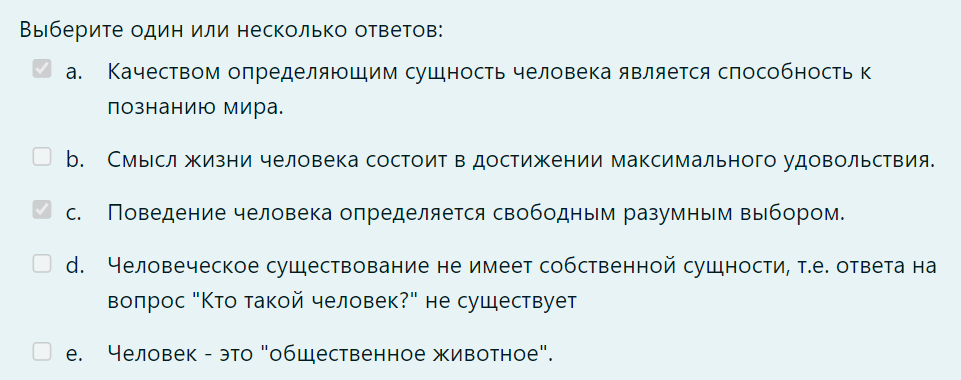 Выберите один или несколько ответов:
a. Качеством определяющим сущность человека является способность к
познанию мира.
b. Смысл жизни человека состоит в достижении максимального удовольствия.
c. Поведение человека определяется свободным разумным выбором.
d. Человеческое существование не имеет собственной сущности, т.е. ответа на
вопрос "Кто такой человек?" не существует
e. Человек - это "общественное животное".